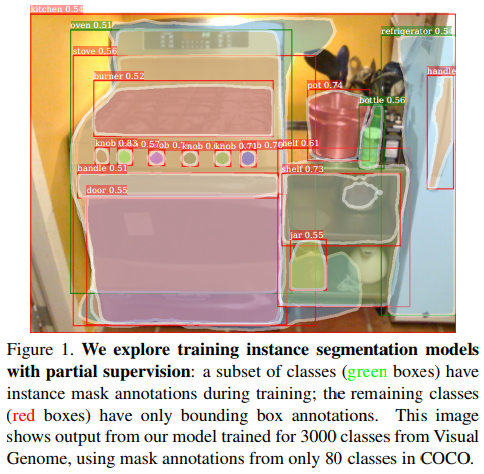 kitchen 0.54
oven 0.51
refrigerator 0.5
stove 0.56
burner 0.52
handle
pot 0.74
bottle 0.56
knob 0.83 0.57 ob 0. knob 0. knob 0.71 ob 0.70 shelf 0.61
handle 0.51
shelf 0.73
door 0.55
jar 0.55
Figure 1. We explore training instance segmentation models
with partial supervision: a subset of classes (green boxes) have
instance mask annotations during training; the remaining classes
(red boxes) have only bounding box annotations. This image
shows output from our model trained for 3000 classes from Visual
Genome, using mask annotations from only 80 classes in COCO.